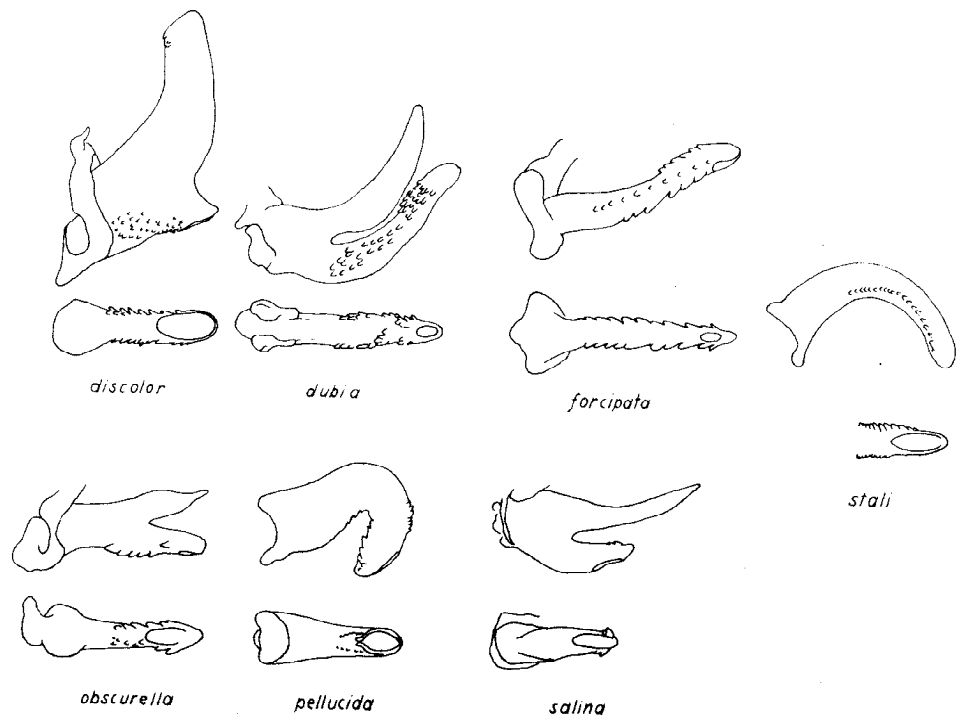 discolor
dubia
forcipata
stali
obscurella
pellucida
salina